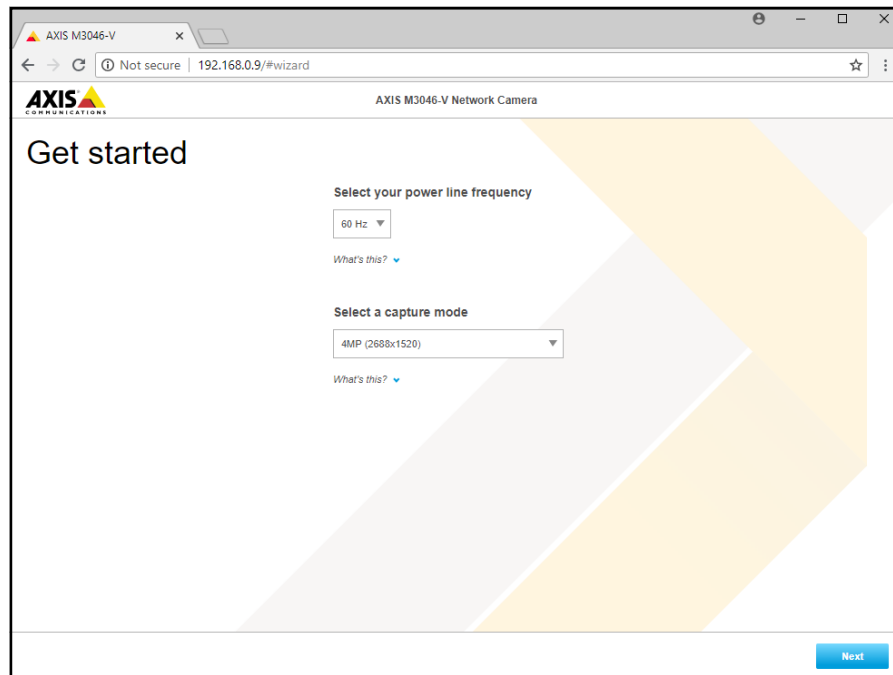 AXIS M3046-V
Not secure | 192.168.0.9/#wizard
AXIS
COMMUNICATIONS
AXIS M3046-V Network Camera
Get started
Select your power line frequency
60 Hz
What's this?
Select a capture mode
4MP (2688x1520)
What's this?
Next